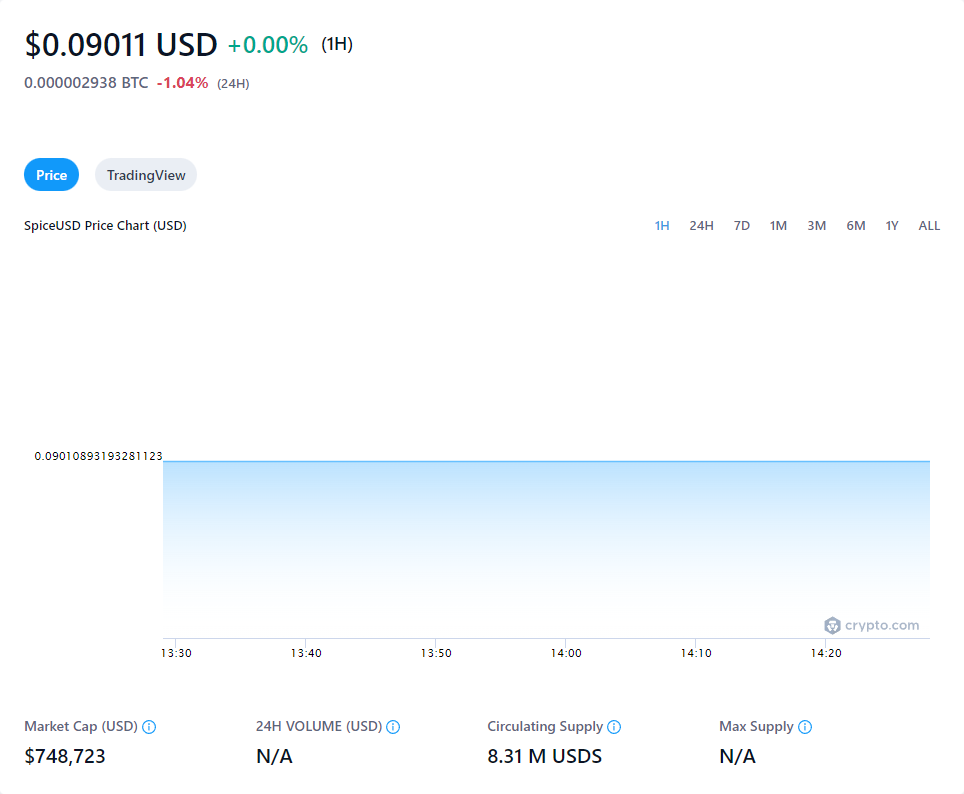 $0.09011 USD +0.00% (1H)
0.000002938 BTC -1.04% (24H)
Price TradingView
SpiceUSD Price Chart (USD) 1H 24H 7D 1M 3M 6M 1Y ALL
0.09010893193281123
crypto.com
13:30 13:40 13:50 14:00 14:10 14:20
Market Cap (USD) 24H VOLUME (USD) Circulating Supply Max Supply
$748,723 N/A 8.31 M USDS N/A